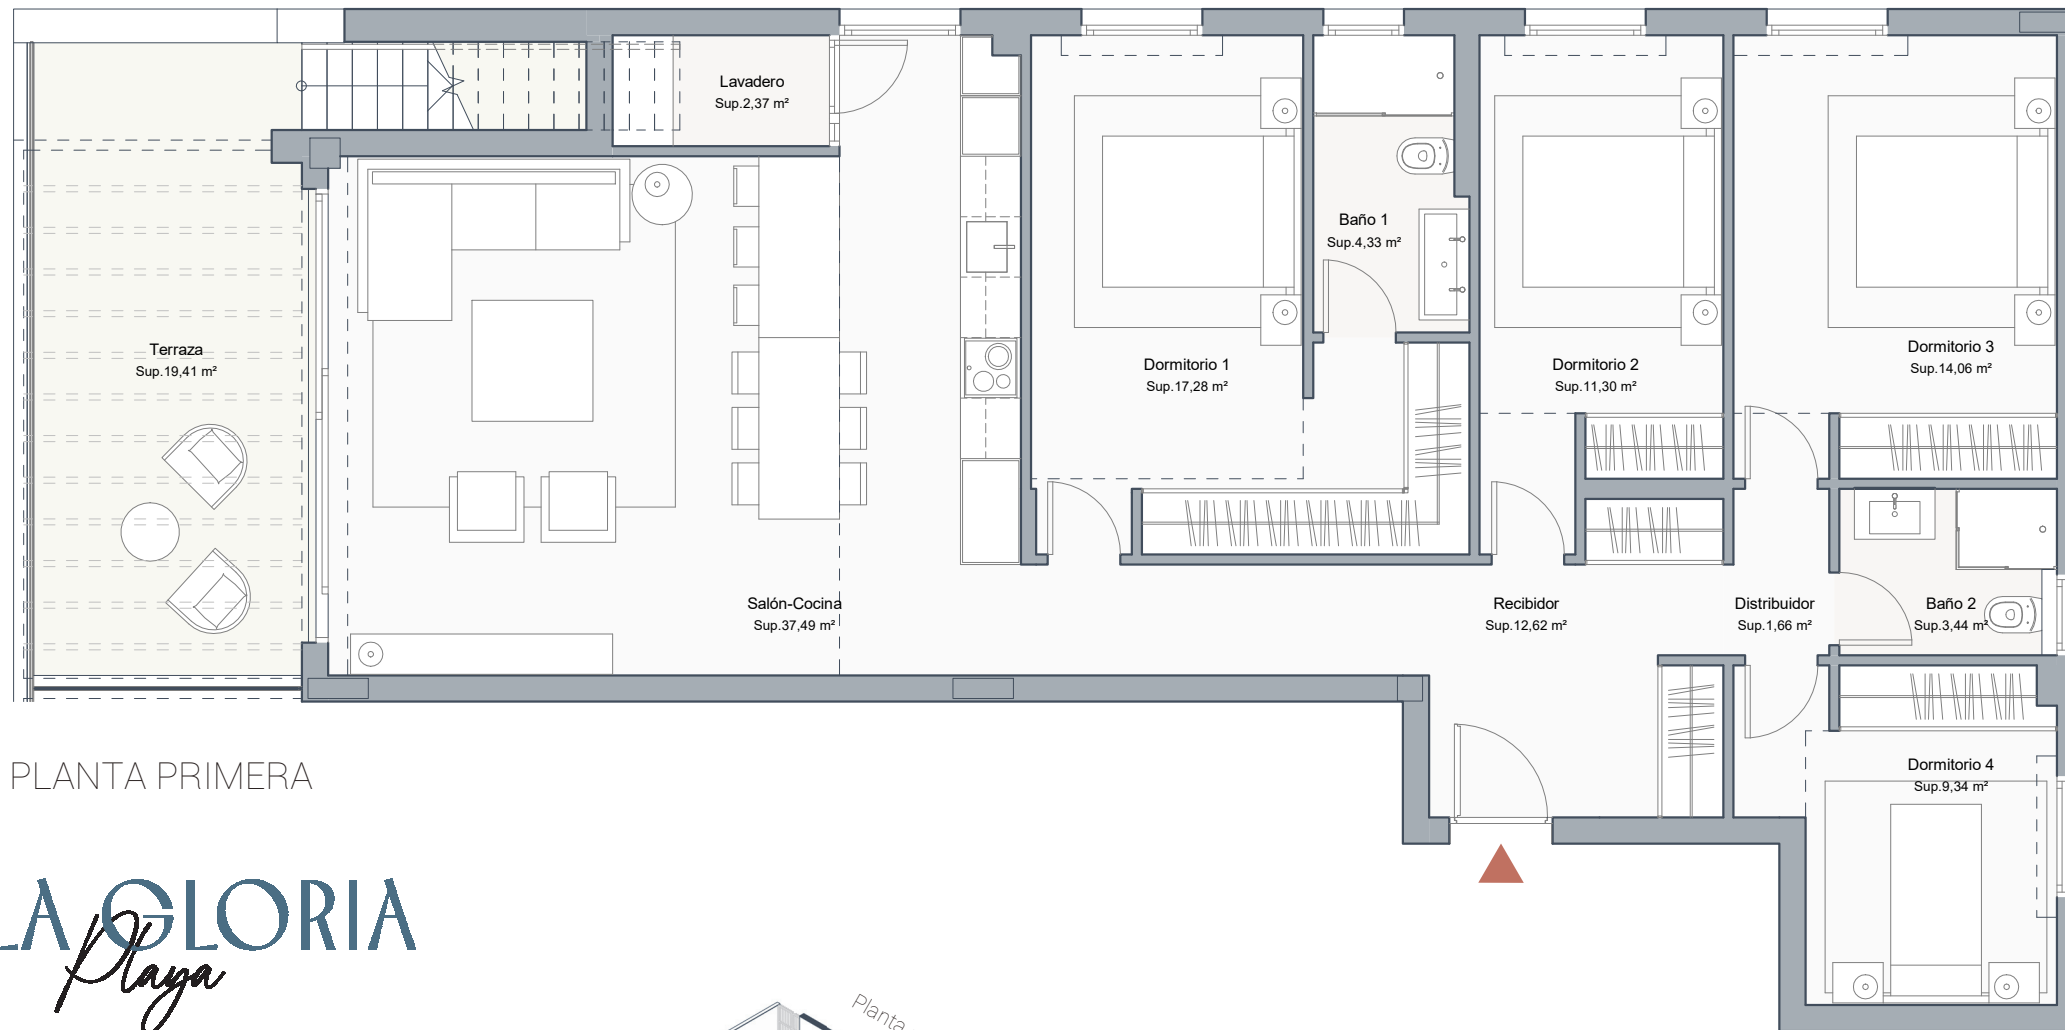 Lavadero
Sup.2,37 m²
Baño 1
Sup.4,33 m²
Terraza
Sup.19,41 m²
Dormitorio 1
Sup.17,28 m²
Dormitorio 2
Sup.11,30 m²
Dormitorio 3
Sup.14,06 m²
Salón-Cocina
Sup.37,49 m²
Recibidor
Sup.12,62 m²
Distribuidor
Sup.1,66 m²
Baño 2
Sup.3,44 m²
Dormitorio 4
Sup.9,34 m²
PLANTA PRIMERA
LA GLORIA
Playa
Planta